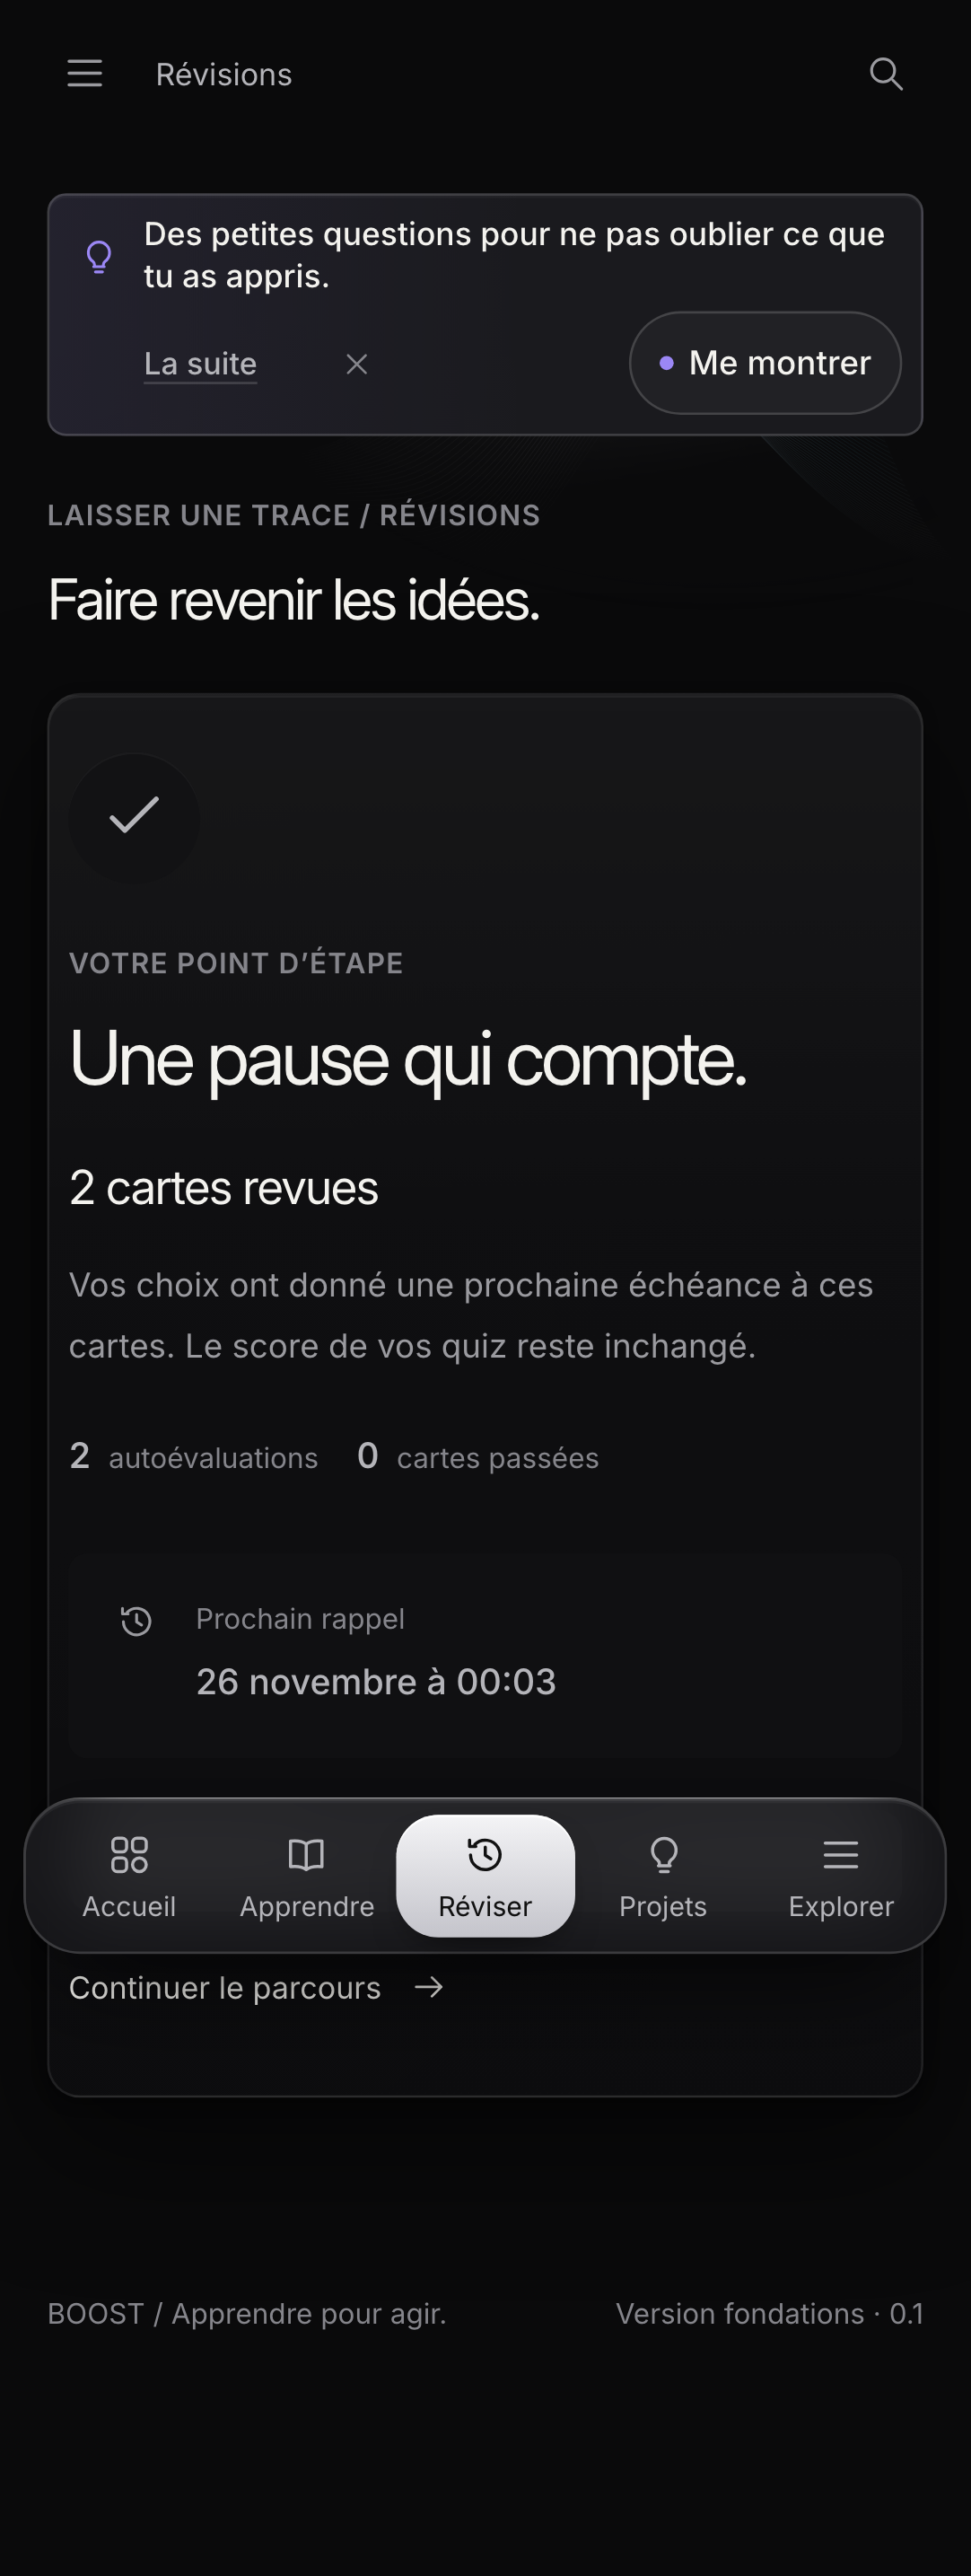 Révisions
Des petites questions pour ne pas oublier ce que
tu as appris.
La suite
Me montrer
LAISSER UNE TRACE / RÉVISIONS
Faire revenir les idées.
VOTRE POINT D’ÉTAPE
Une pause qui compte.
2 cartes revues
Vos choix ont donné une prochaine échéance à ces
cartes. Le score de vos quiz reste inchangé.
2 autoévaluations 0 cartes passées
Prochain rappel
26 novembre à 00:03
Accueil Apprendre Réviser Projets Explorer
Continuer le parcours →
BOOST / Apprendre pour agir. Version fondations · 0.1